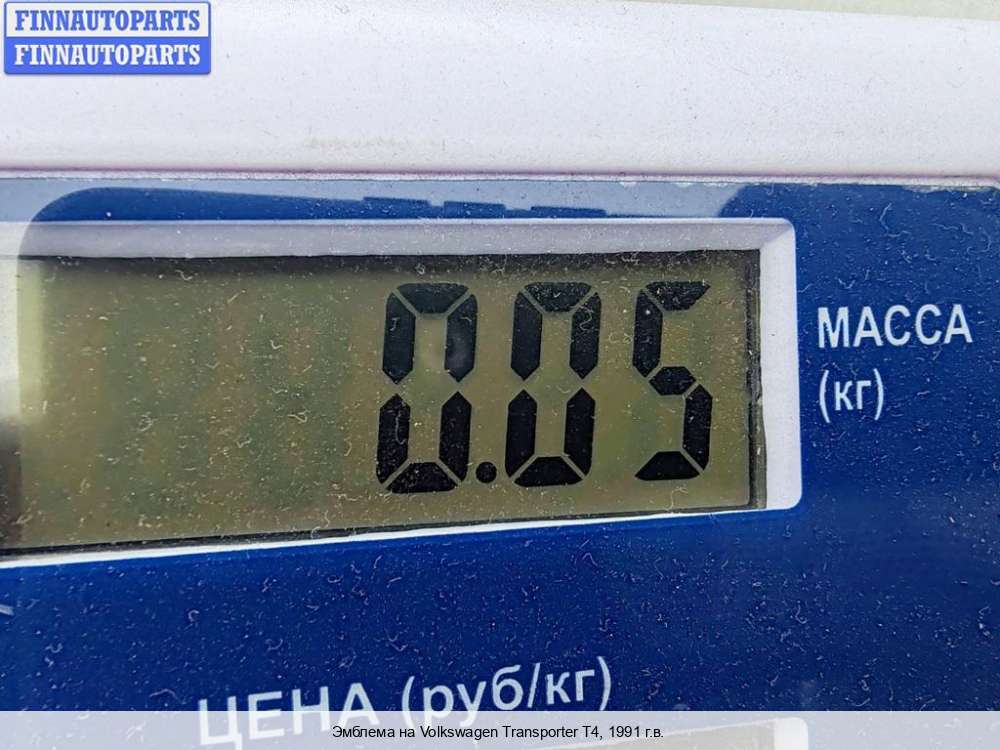 FINNAUTOPARTS
FINNAUTOPARTS
0.05
МАССА
(кг)
ЦЕНА (руб/кг)
Эмблема на Volkswagen Transporter T4, 1991 г.в.